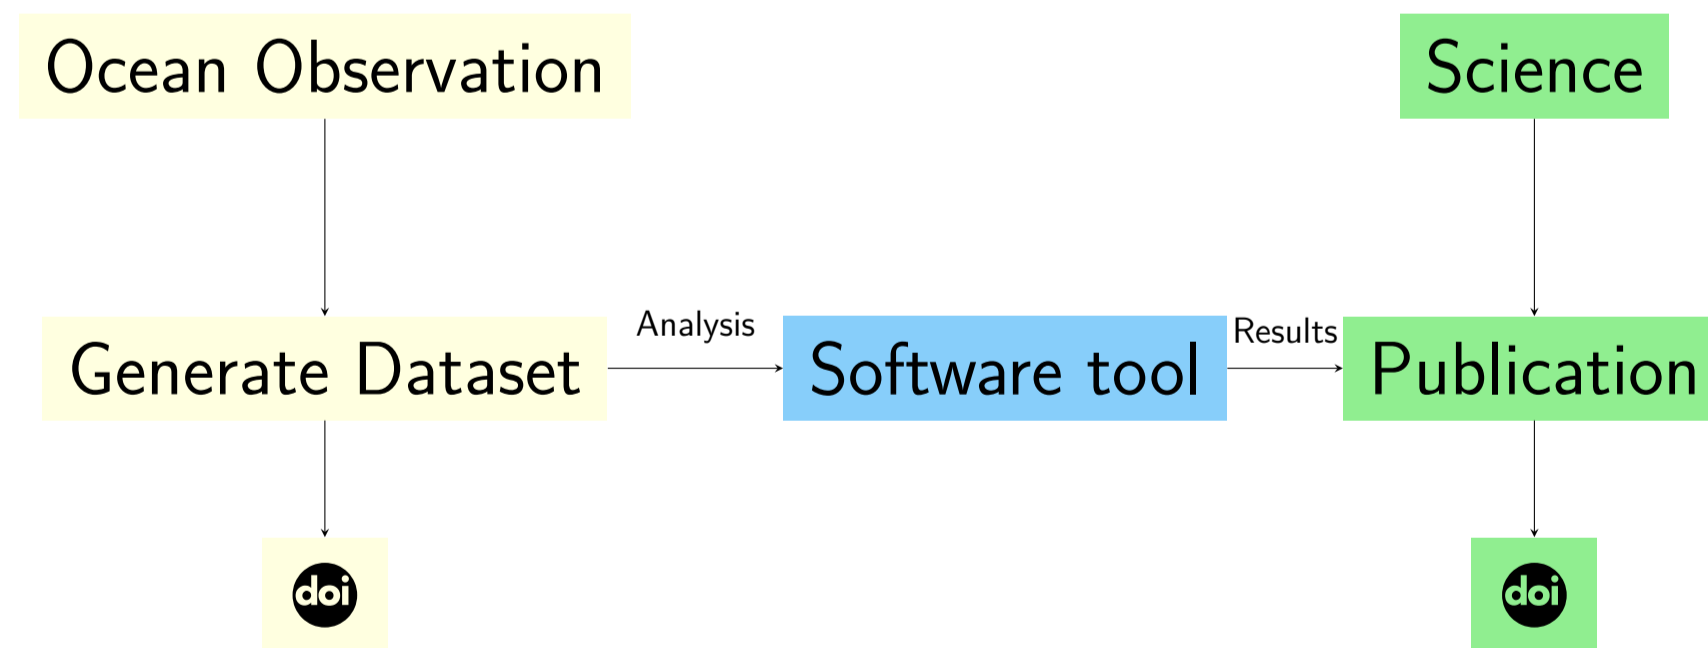 Ocean Observation
Science
Analysis
Results
Generate Dataset
Software tool
Publication
doi
doi